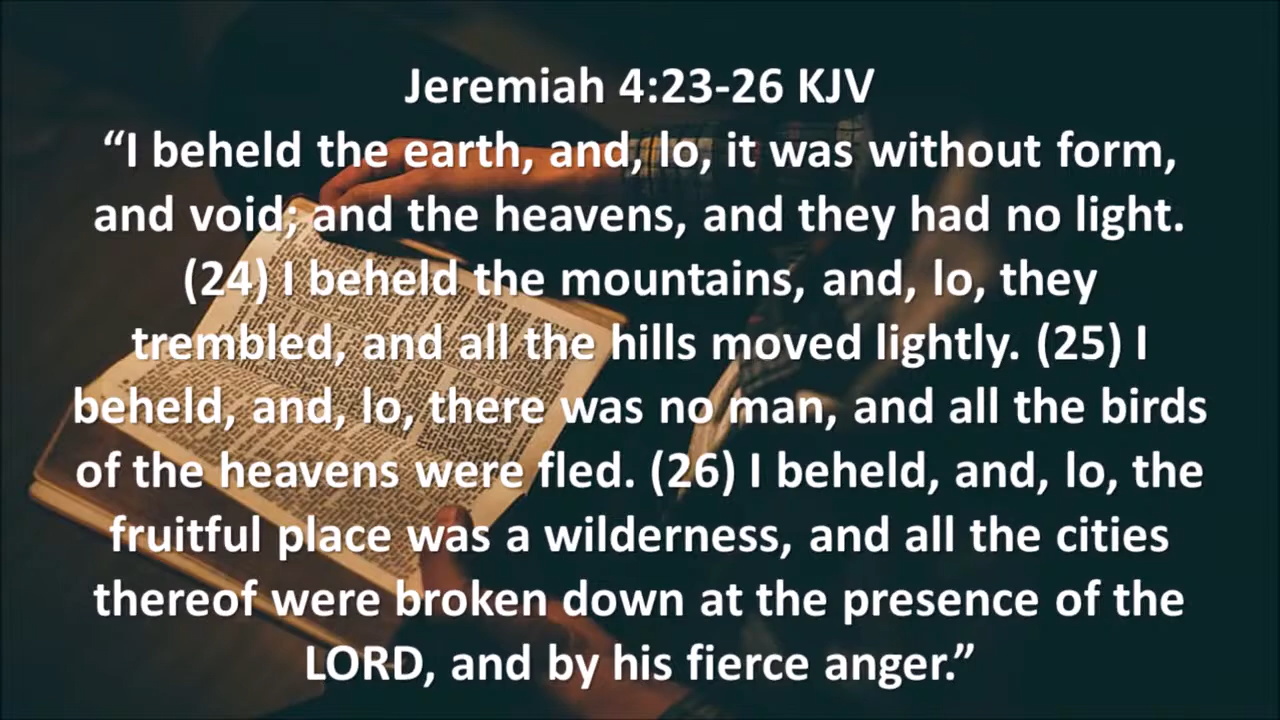 Jeremiah 4:23-26 KJV
“I beheld the earth, and, lo, it was without form,
and void; and the heavens, and they had no light.
(24) I beheld the mountains, and, lo, they
trembled, and all the hills moved lightly. (25) I
beheld, and, lo, there was no man, and all the birds
of the heavens were fled. (26) I beheld, and, lo, the
fruitful place was a wilderness, and all the cities
thereof were broken down at the presence of the
LORD, and by his fierce anger.”